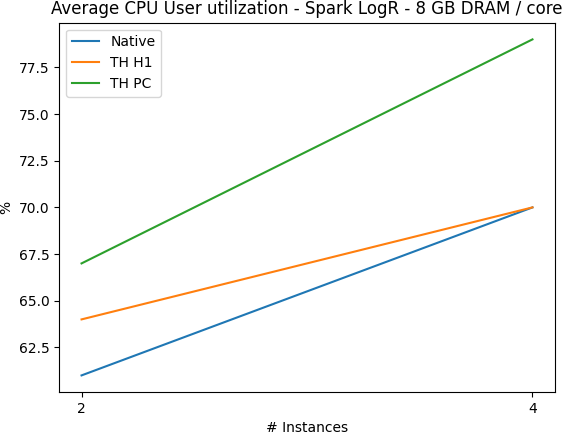 Average CPU User utilization - Spark LogR - 8 GB DRAM / core
Native
TH H1
TH PC
77.5
75.0
72.5
70.0
67.5
65.0
62.5
%
2
4
# Instances